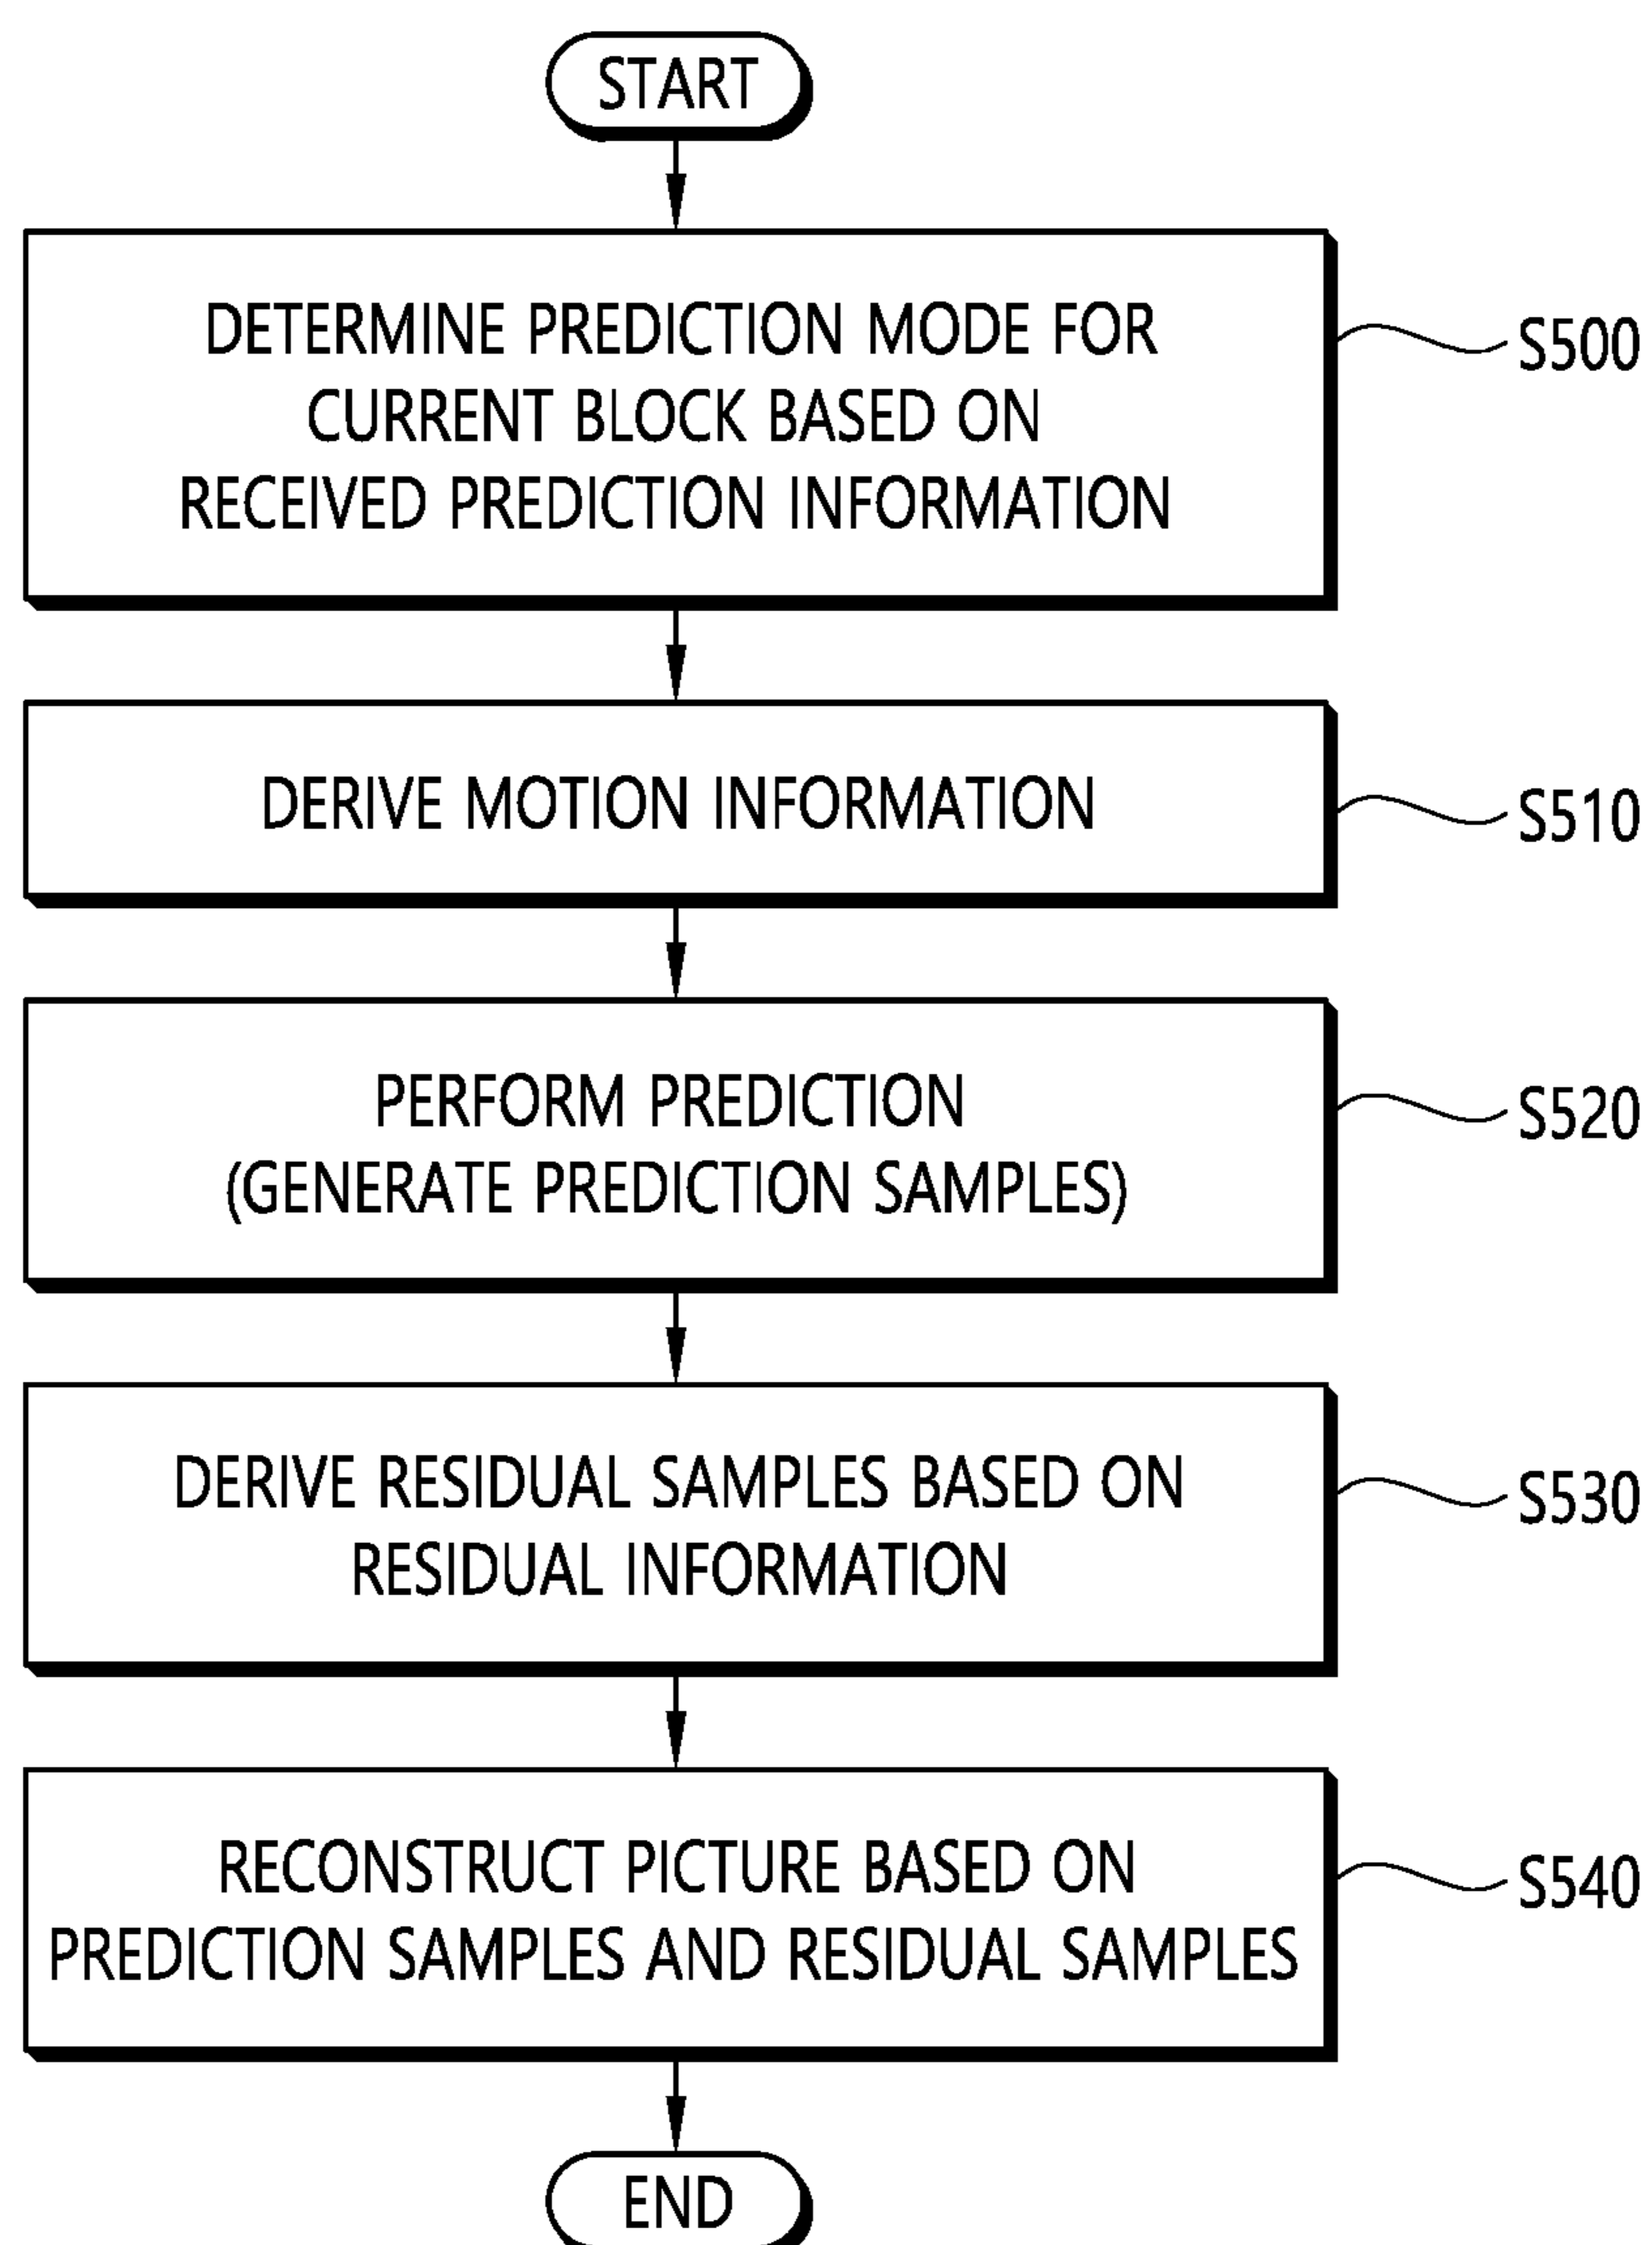 START
DETERMINE PREDICTION MODE FOR
CURRENT BLOCK BASED ON
RECEIVED PREDICTION INFORMATION
S500
DERIVE MOTION INFORMATION
S510
PERFORM PREDICTION
(GENERATE PREDICTION SAMPLES)
S520
DERIVE RESIDUAL SAMPLES BASED ON
RESIDUAL INFORMATION
S530
RECONSTRUCT PICTURE BASED ON
PREDICTION SAMPLES AND RESIDUAL SAMPLES
S540
END